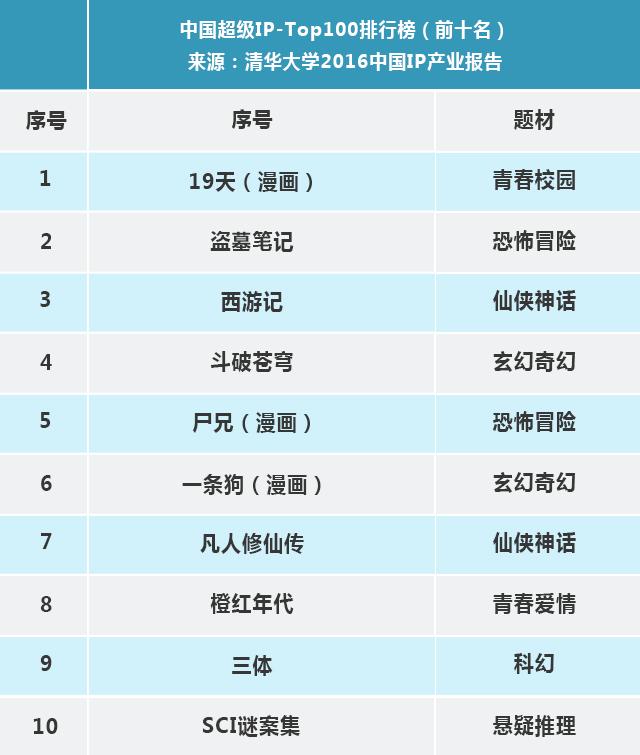 中国超级IP-Top100排行榜（前十名）
来源：清华大学2016中国IP产业报告
序号 序号 题材
1 19天（漫画） 青春校园
2 盗墓笔记 恐怖冒险
3 西游记 仙侠神话
4 斗破苍穹 玄幻奇幻
5 尸兄（漫画） 恐怖冒险
6 一条狗（漫画） 玄幻奇幻
7 凡人修仙传 仙侠神话
8 橙红年代 青春爱情
9 三体 科幻
10 SCI谜案集 悬疑推理